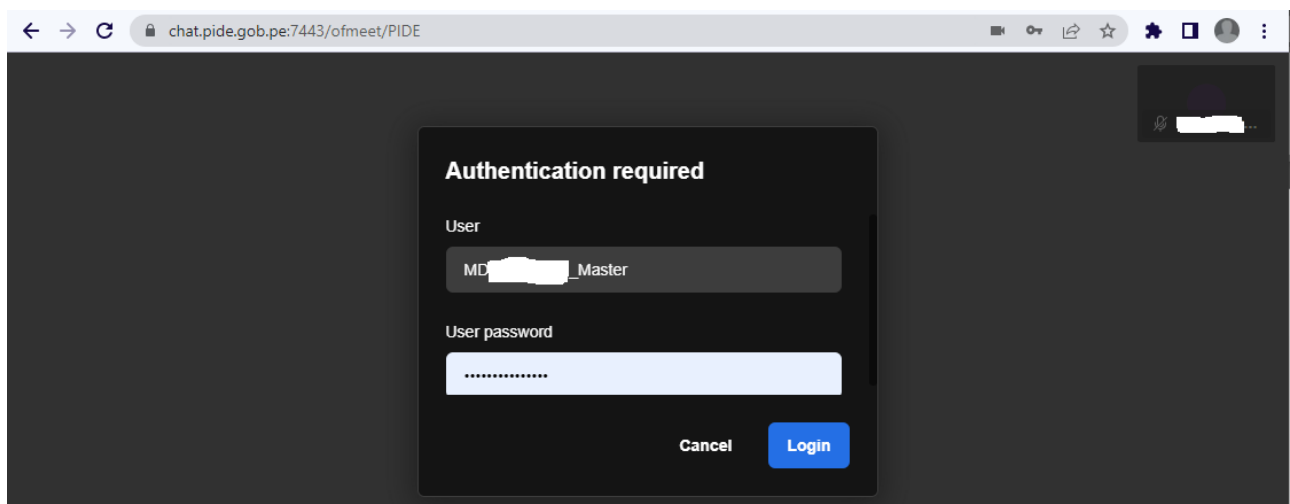 chat.pide.gob.pe:7443/ofmeet/PIDE
Authentication required
User
MD _Master
User password
...............
Cancel
Login